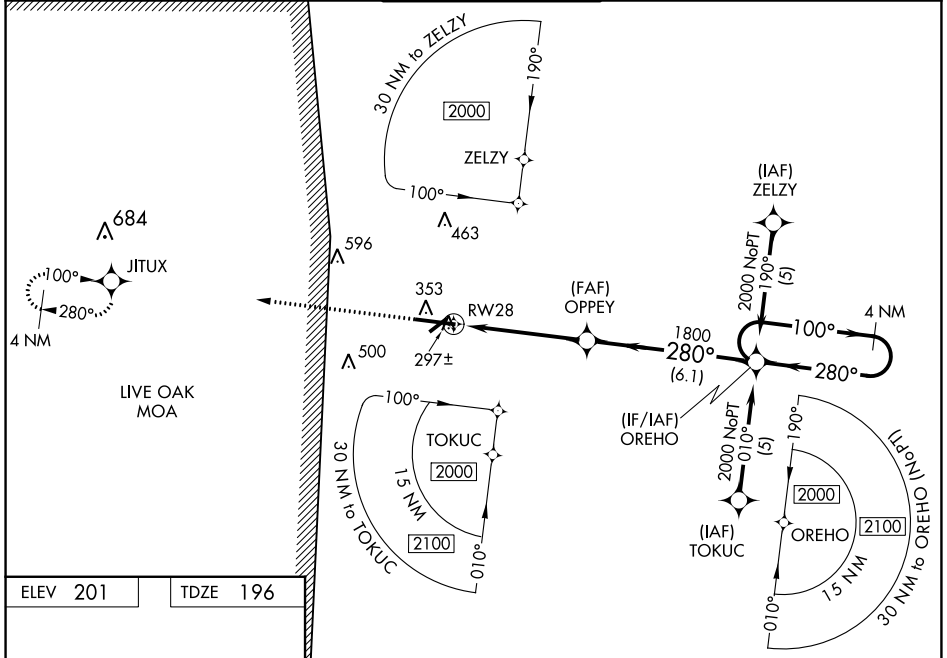 30 NM to ZELZY
190°
2000
ZELZY
100°
684
JITUX
100°
280°
4 NM
LIVE OAK
MOA
463
596
353
RW28
297±
500
(FAF)
OPPEY
1800
280°
(6.1)
(IAF)
ZELZY
2000 NoPT
190°
(5)
100°
4 NM
280°
(IF/IAF)
OREHO
2000 NoPT
010°
(5)
(IAF)
TOKUC
100°
TOKUC
2000
15 NM
2100
30 NM to TOKUC
010°
190°
2000
OREHO
2100
15 NM
30 NM to OREHO (NoPT)
010°
ELEV 201
TDZE 196